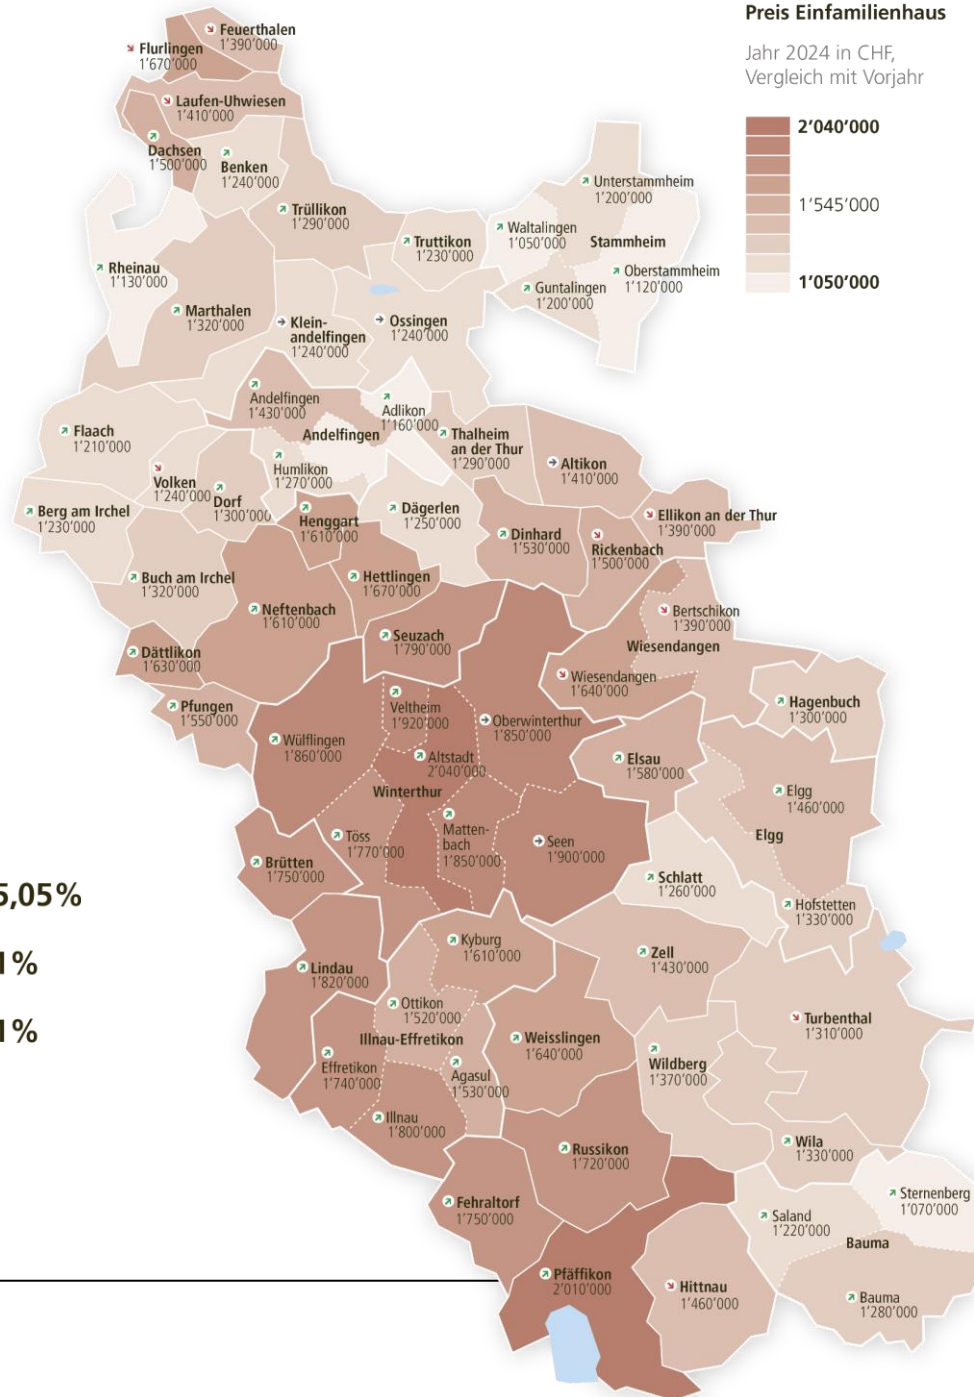 Preis Einfamilienhaus
Jahr 2024 in CHF,
Vergleich mit Vorjahr
2’040’000
1’545’000
1’050’000
Feuerthalen
1’390’000
Flurlingen
1’670’000
Laufen-Uhwiesen
1’410’000
Dachsen
1’500’000
Benken
1’240’000
Unterstammheim
1’200’000
Trüllikon
1’290’000
Truttikon
1’230’000
Waltalingen
1’050’000
Stammheim
Rheinau
1’130’000
Oberstammheim
1’120’000
Guntalingen
1’200’000
Marthalen
1’320’000
Klein-
andelfingen
1’240’000
Ossingen
1’240’000
Andelfingen
1’430’000
Adlikon
1’160’000
Andelfingen
Flaach
1’210’000
Thalheim
an der Thur
1’290’000
Humlikon
1’270’000
Altikon
1’410’000
Volken
1’240’000
Dorf
1’300’000
Berg am Irchel
1’230’000
Henggart
1’610’000
Dägerlen
1’250’000
Ellikon an der Thur
1’390’000
Dinhard
1’530’000
Rickenbach
1’500’000
Buch am Irchel
1’320’000
Hettlingen
1’670’000
Neftenbach
1’610’000
Bertschikon
1’390’000
Seuzach
1’790’000
Wiesendangen
Dättlikon
1’630’000
Wiesendangen
1’640’000
Pfungen
1’550’000
Veltheim
1’920’000
Oberwinterthur
1’850’000
Hagenbuch
1’300’000
Wülflingen
1’860’000
Altstadt
2’040’000
Elsau
1’580’000
Winterthur
Elgg
1’460’000
Töss
1’770’000
Matten-
bach
1’850’000
Seen
1’900’000
Elgg
Brütten
1’750’000
Schlatt
1’260’000
5,05%
Hofstetten
1’330’000
Kyburg
1’610’000
Zell
1’430’000
1%
Lindau
1’820’000
Ottikon
1’520’000
Turbenthal
1’310’000
1%
Illnau-Effretikon
Weisslingen
1’640’000
Effretikon
1’740’000
Agasul
1’530’000
Wildberg
1’370’000
Illnau
1’800’000
Wila
1’330’000
Russikon
1’720’000
Sternenberg
1’070’000
Fehraltorf
1’750’000
Saland
1’220’000
Bauma
Pfäffikon
2’010’000
Hittnau
1’460’000
Bauma
1’280’000